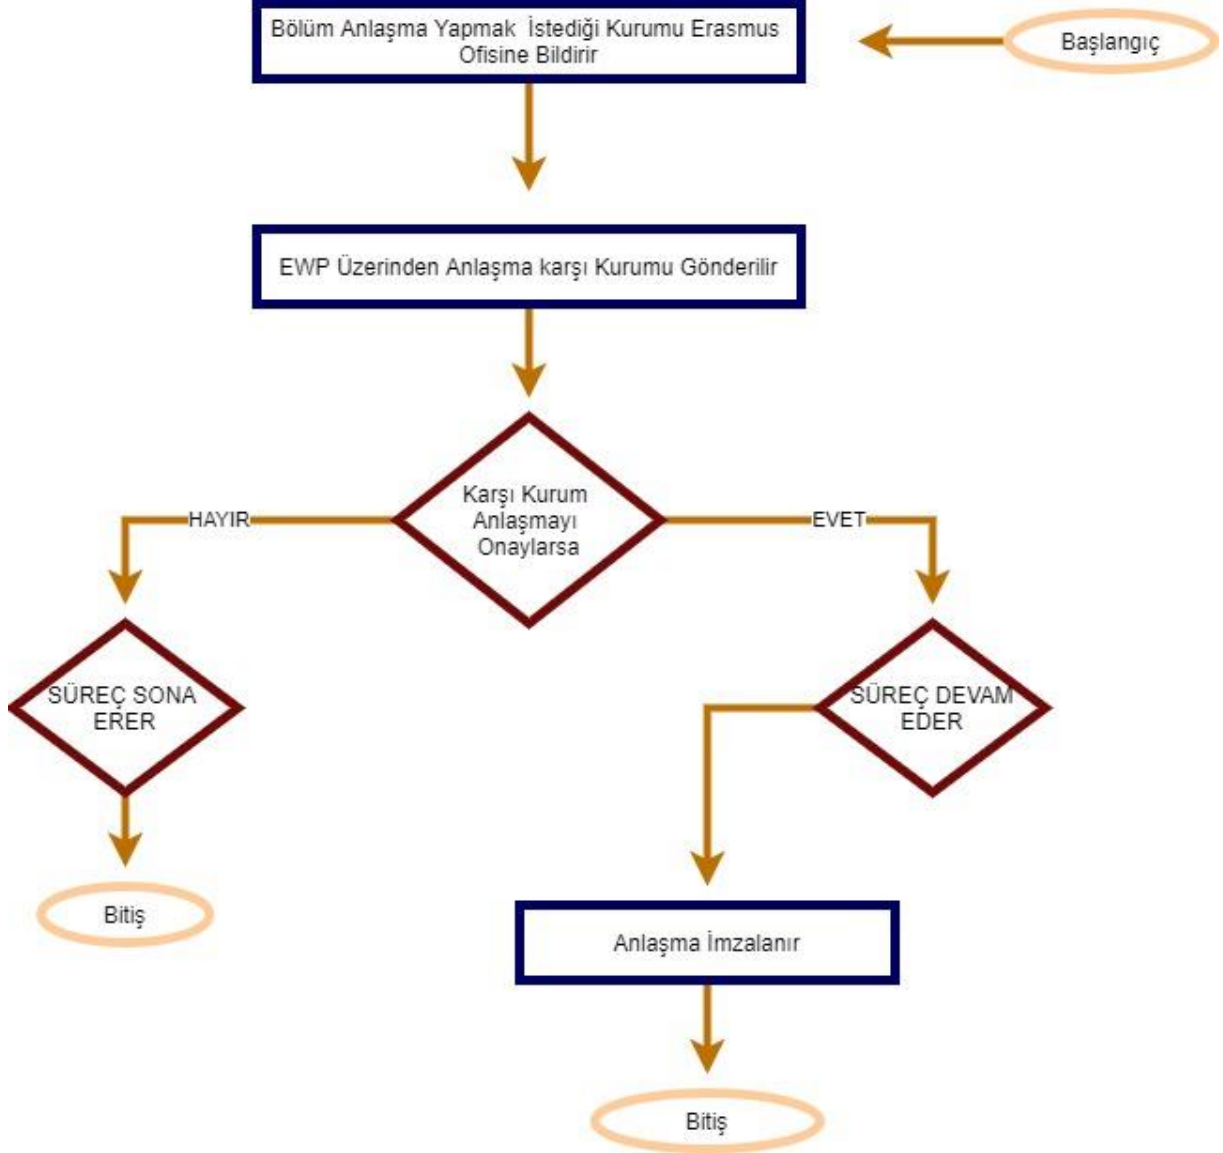 Bölüm Anlaşma Yapmak İstediği Kurumu Erasmus
Ofisine Bildirir
Başlangıç
EWP Üzerinden Anlaşma karşı Kurumu Gönderilir
Karşı Kurum
Anlaşmayı
Onaylarsa
HAYIR
EVET
SÜREÇ SONA
ERER
SÜREÇ DEVAM
EDER
Bitiş
Anlaşma İmzalanır
Bitiş